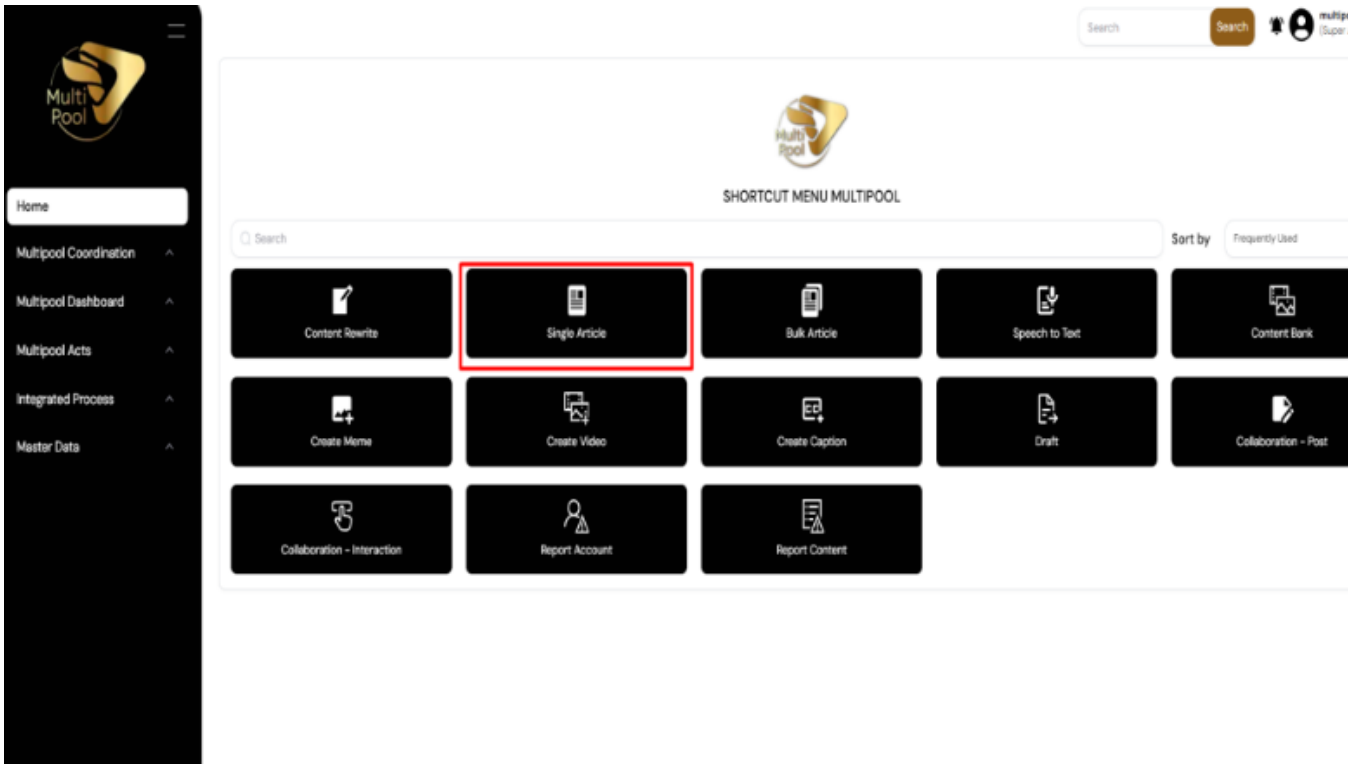 Search
Search
Multi
Pool
Multi
Pool
SHORTCUT MENU MULTIPOOL
Home
Search
Sort by
Frequently Used
Multipool Coordination
Multipool Dashboard
Multipool Acts
Integrated Process
Master Data
Content Rewrite
Single Article
Bulk Article
Speech to Text
Content Bank
Create Meme
Create Video
Create Caption
Draft
Collaboration - Post
Collaboration - Interaction
Report Account
Report Content